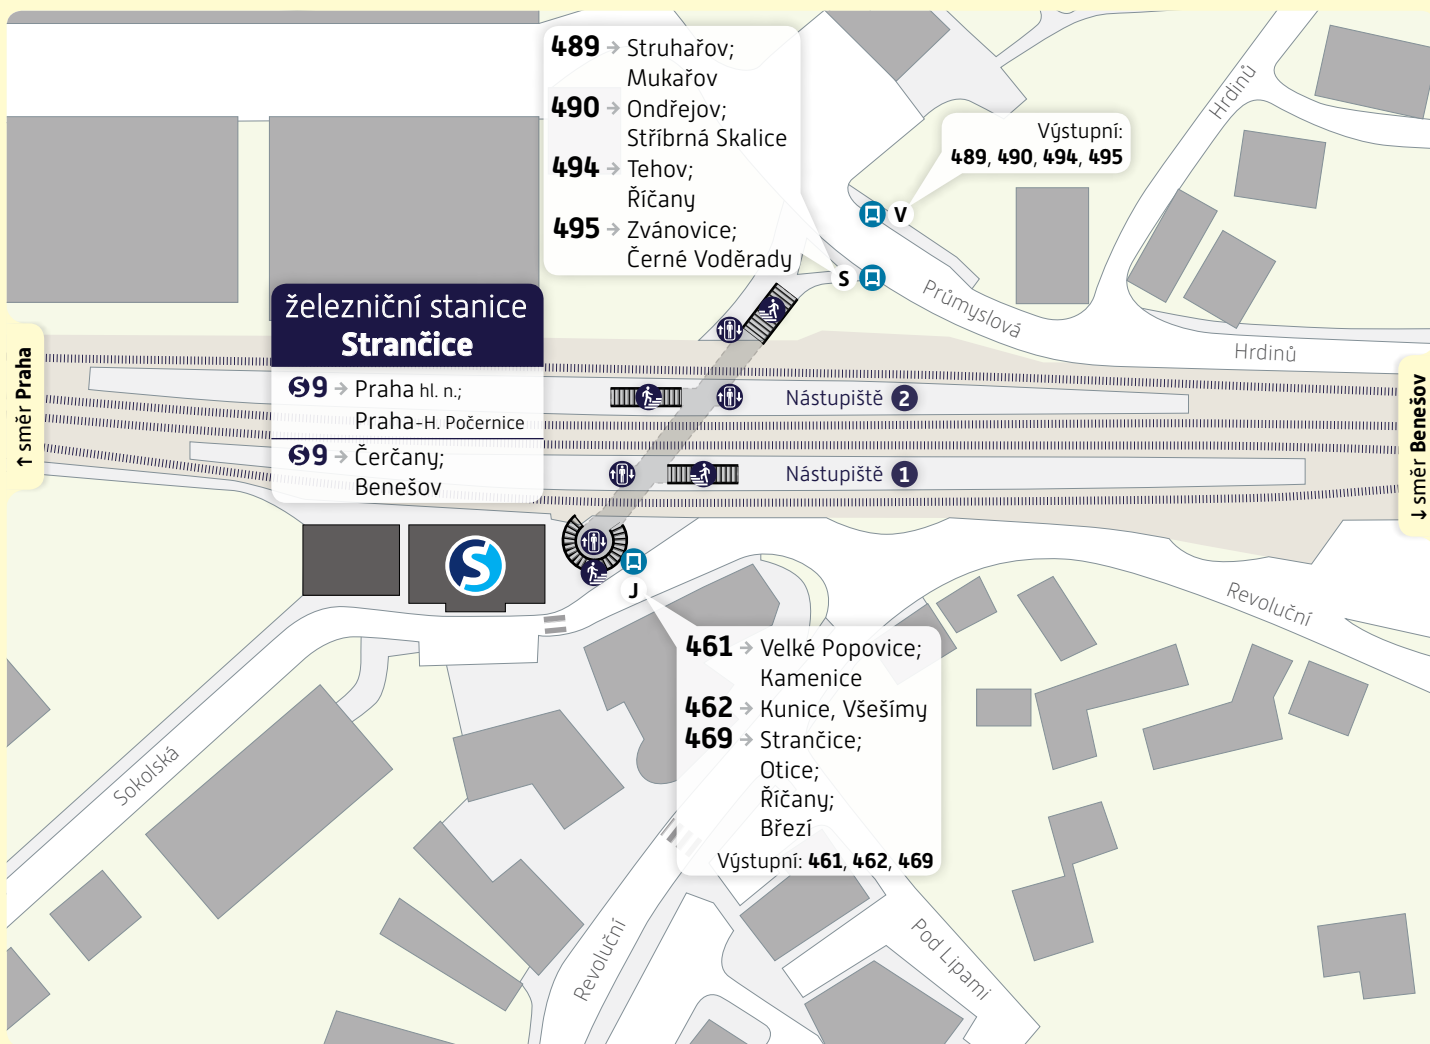 489 → Struhařov;
Mukařov
490 → Ondřejov;
Stříbrná Skalice
494 → Tehov;
Říčany
495 → Zvánovice;
Černé Voděrady
Výstupní:
489, 490, 494, 495
V
S
Hrdinů
Průmyslová
Hrdinů
železniční stanice
Strančice
S9 → Praha hl. n.;
Praha-H. Počernice
S9 → Čerčany;
Benešov
↑ směr Praha
↓ směr Benešov
Nástupiště 2
Nástupiště 1
S
J
461 → Velké Popovice;
Kamenice
462 → Kunice, Všešímy
469 → Strančice;
Otice;
Říčany;
Březí
Výstupní: 461, 462, 469
Revoluční
Sokolská
Revoluční
Pod Lipami